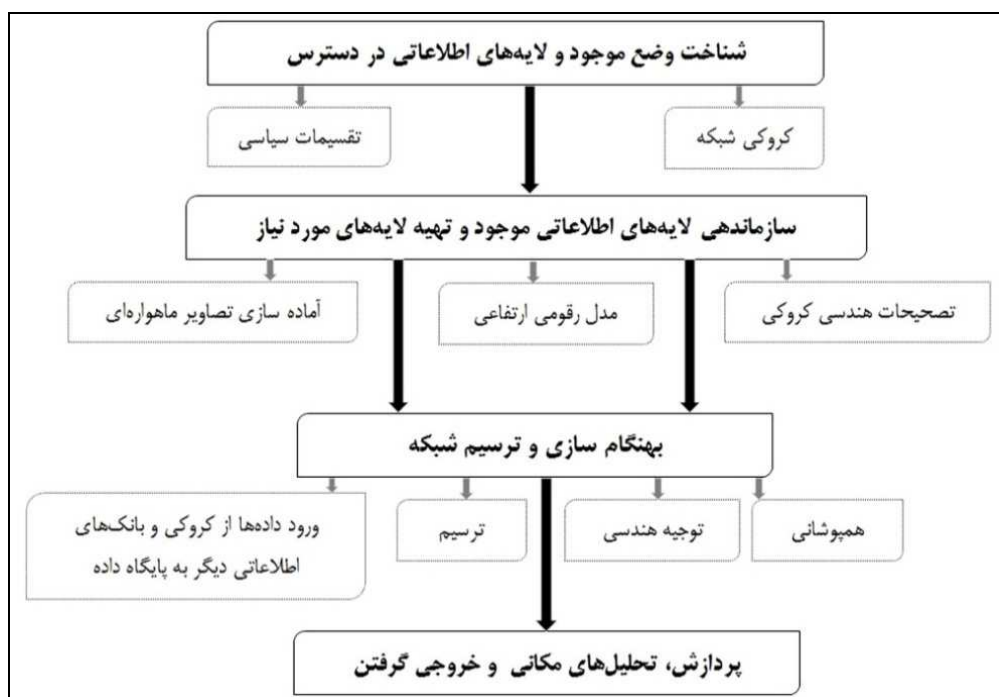 شناخت وضع موجود و لایه‌های اطلاعاتی در دسترس
کروکی شبکه
تقسیمات سیاسی
سازماندهی لایه‌های اطلاعاتی موجود و تهیه لایه‌های مورد نیاز
تصحیحات هندسی کروکی
مدل رقومی ارتفاعی
آماده سازی تصاویر ماهواره‌ای
بهنگام سازی و ترسیم شبکه
همپوشانی
توجیه هندسی
ترسیم
ورود داده‌ها از کروکی و بانک‌های
اطلاعاتی دیگر به پایگاه داده
پردازش، تحلیل‌های مکانی و خروجی گرفتن